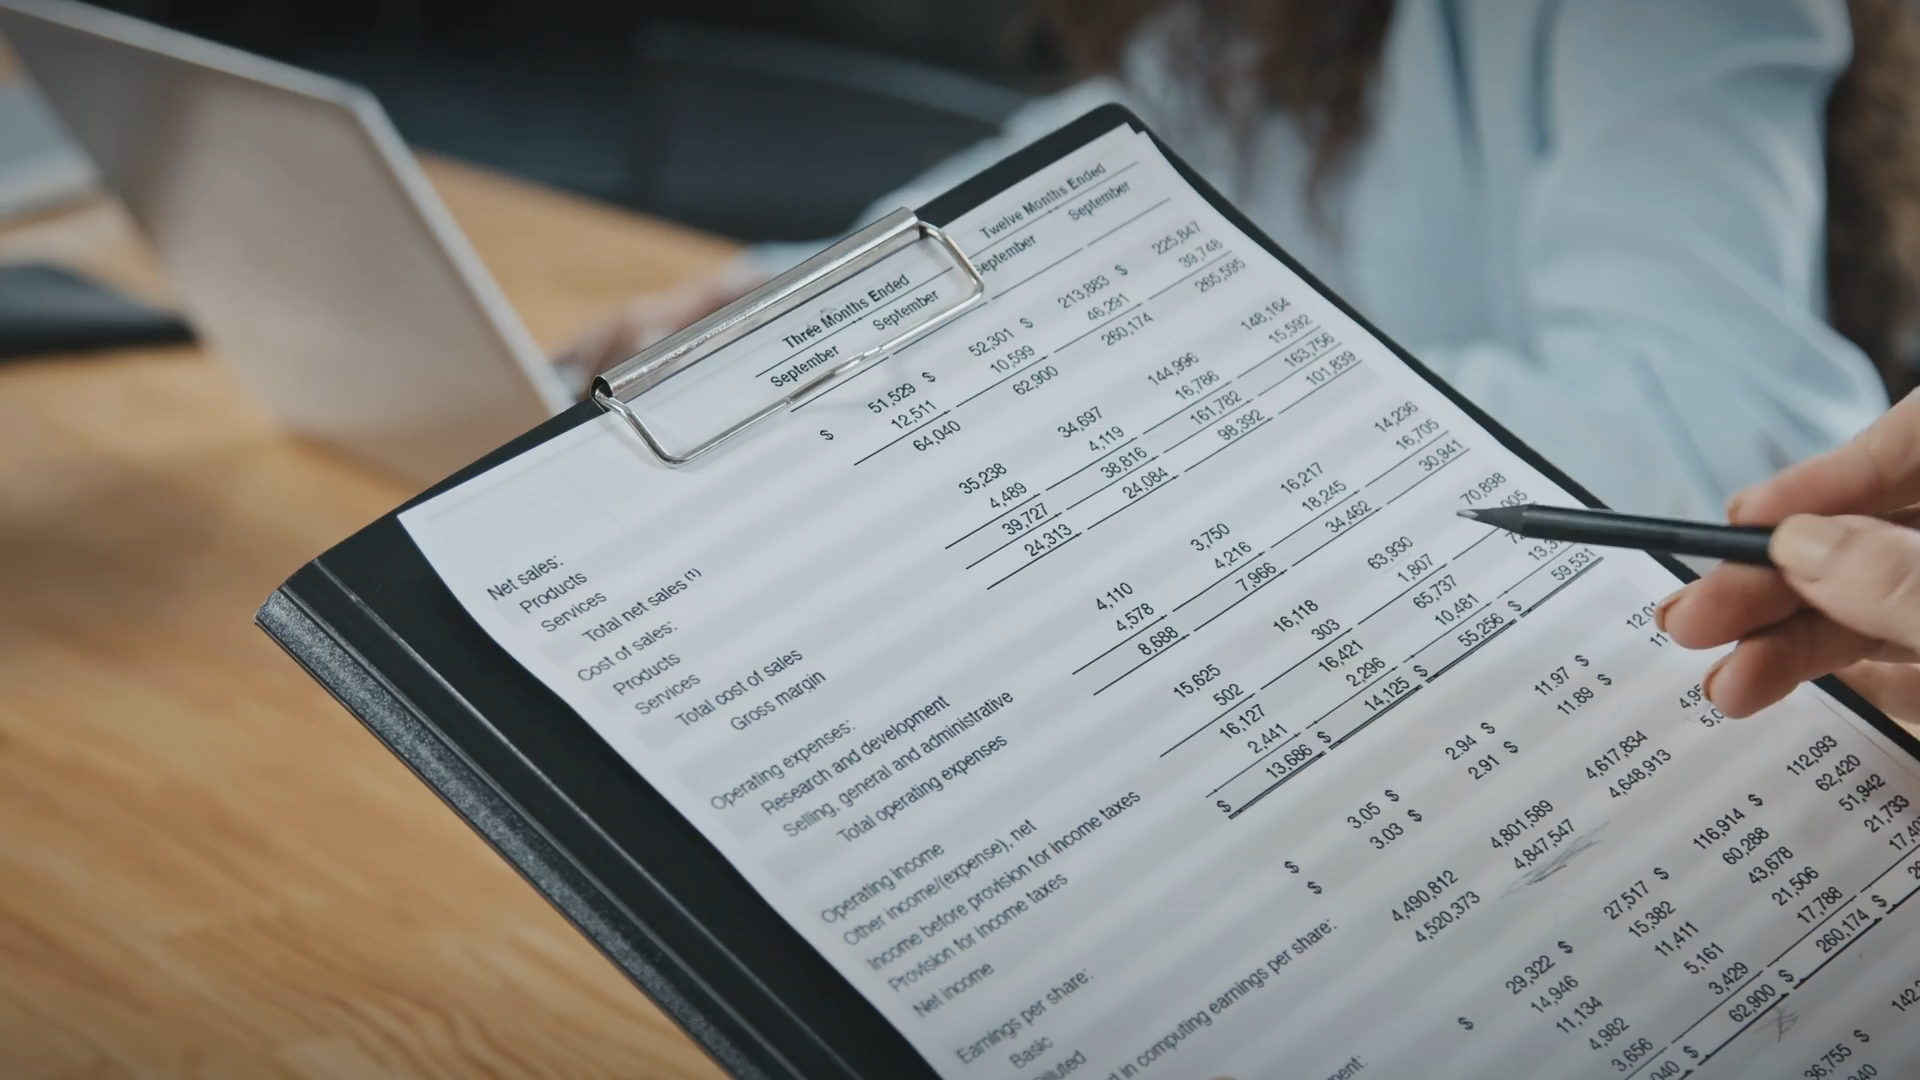 Three Months Ended Twelve Months Ended
September September September September
Net sales:
Products $ 51,529 $ 52,301 $ 213,883 $ 225,847
Services 12,511 10,599 46,291 39,748
Total net sales (1) 64,040 62,900 260,174 265,595
Cost of sales:
Products 35,238 34,697 144,996 148,164
Services 4,489 4,119 16,786 15,592
Total cost of sales 39,727 38,816 161,782 163,756
Gross margin 24,313 24,084 98,392 101,839
Operating expenses:
Research and development 4,110 3,750 16,217 14,236
Selling, general and administrative 4,578 4,216 18,245 16,705
Total operating expenses 8,688 7,966 34,462 30,941
Operating income 15,625 16,118 63,930 70,898
Other income/(expense), net 502 303 1,807
Income before provision for income taxes 16,127 16,421 65,737
Provision for income taxes 2,441 2,296 10,481
Net income $ 13,686 $ 14,125 $ 55,256 $ 59,531
Earnings per share:
Basic $ 3.05 $ 2.94 $ 11.97 $
$ 3.03 $ 2.91 $ 11.89 $
in computing earnings per share:
4,490,812 4,801,589 4,617,834
4,520,373 4,847,547 4,648,913
$ 29,322 $ 27,517 $ 116,914 $ 112,093
14,946 15,382 60,288 62,420
11,134 11,411 43,678 51,942
4,982 5,161 21,506 21,733
3,656 3,429 17,788
$ 62,900 $ 260,174 $